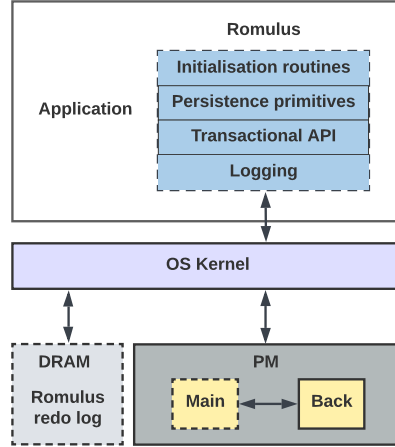 Romulus
Initialisation routines
Application
Persistence primitives
Transactional API
Logging
OS Kernel
DRAM
Romulus
redo log
PM
Main
Back